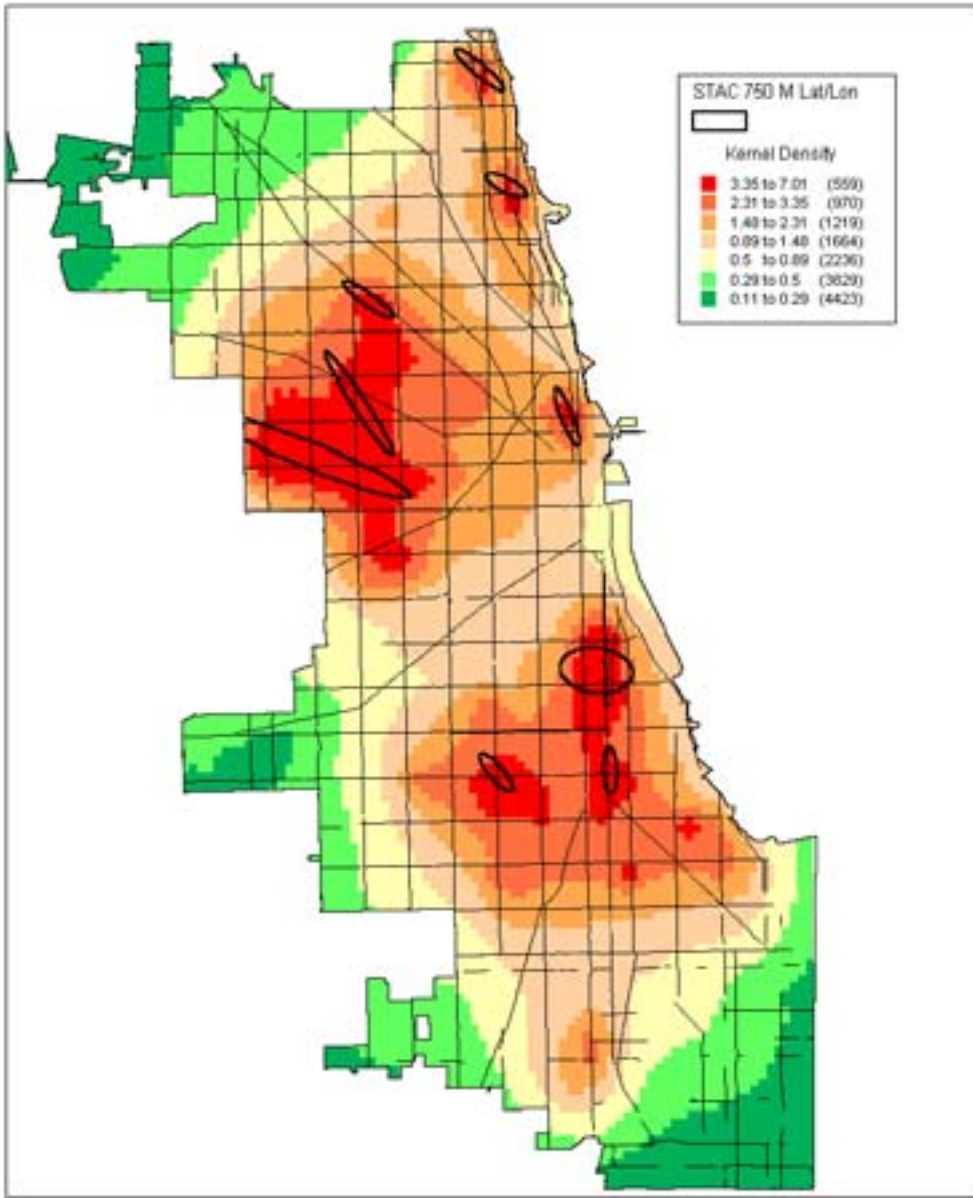 STAC 750 M Lat/Lon
Kernel Density
3.35 to 7.01 (559)
2.31 to 3.35 (970)
1.48 to 2.31 (1219)
0.89 to 1.48 (1664)
0.5 to 0.89 (2236)
0.29 to 0.5 (3629)
0.11 to 0.29 (4423)